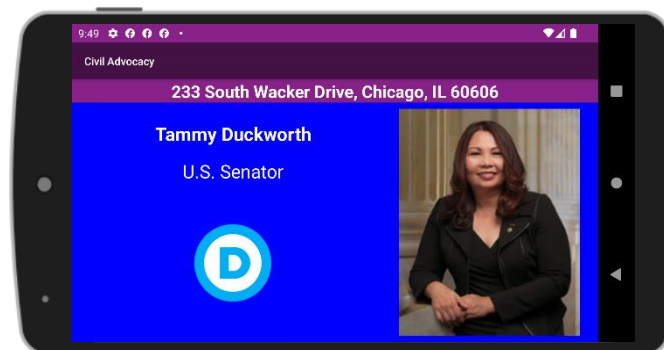 9:49
Civil Advocacy
233 South Wacker Drive, Chicago, IL 60606
Tammy Duckworth
U.S. Senator
D